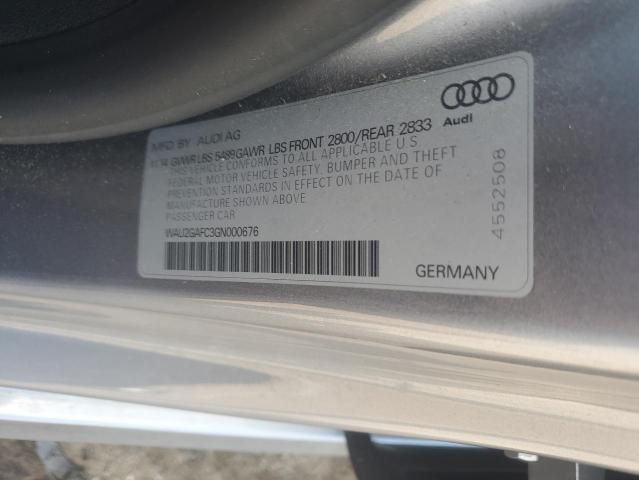 MFD. BY AUDI AG
11.14 GVWR LBS 5489 GAWR LBS FRONT 2800/REAR 2833
THIS VEHICLE CONFORMS TO ALL APPLICABLE U S
FEDERAL MOTOR VEHICLE SAFETY, BUMPER AND THEFT
PREVENTION STANDARDS IN EFFECT ON THE DATE OF
MANUFACTURE SHOWN ABOVE
PASSENGER CAR
WAU2GAFC3GN000676
GERMANY
Audi
4552508